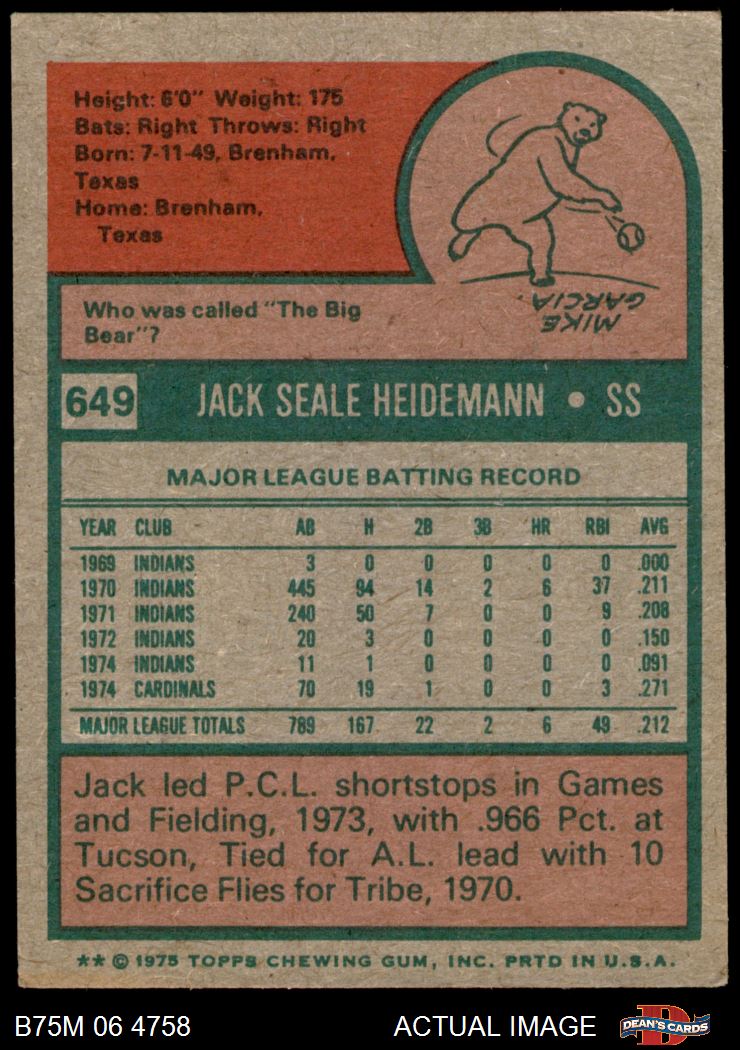 Height: 6'0" Weight: 175
Bats: Right Throws: Right
Born: 7-11-49, Brenham,
Texas
Home: Brenham,
Texas
MIKE
GARCIA.
Who was called "The Big
Bear"?
649 JACK SEALE HEIDEMANN • SS
MAJOR LEAGUE BATTING RECORD
YEAR CLUB AB H 2B 3B HR RBI AVG
1969 INDIANS 3 0 0 0 0 0 .000
1970 INDIANS 445 94 14 2 6 37 .211
1971 INDIANS 240 50 7 0 0 9 .208
1972 INDIANS 20 3 0 0 0 0 .150
1974 INDIANS 11 1 0 0 0 0 .091
1974 CARDINALS 70 19 1 0 0 3 .271
MAJOR LEAGUE TOTALS 789 167 22 2 6 49 .212
Jack led P.C.L. shortstops in Games
and Fielding, 1973, with .966 Pct. at
Tucson, Tied for A.L. lead with 10
Sacrifice Flies for Tribe, 1970.
** © 1975 TOPPS CHEWING GUM, INC. PRTD IN U.S.A.
B75M 06 4758 ACTUAL IMAGE D DEAN'S CARDS